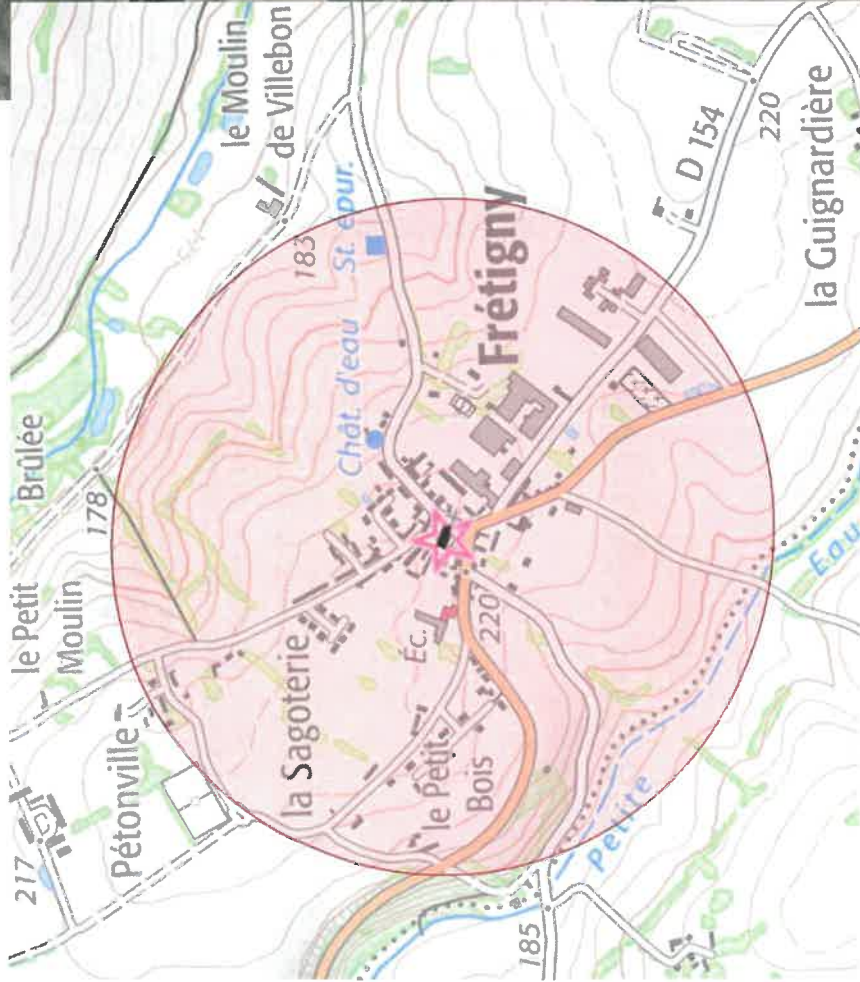 217
Pétonville
le Petit
Moulin
Brûlée
178
le Moulin
de Villebon
183
St. épur.
Chât. d'eau
la Sagoterie
Éc.
220
le Petit
Bois
Frétigny
D 154
220
la Guignardière
185
Petite
Eau